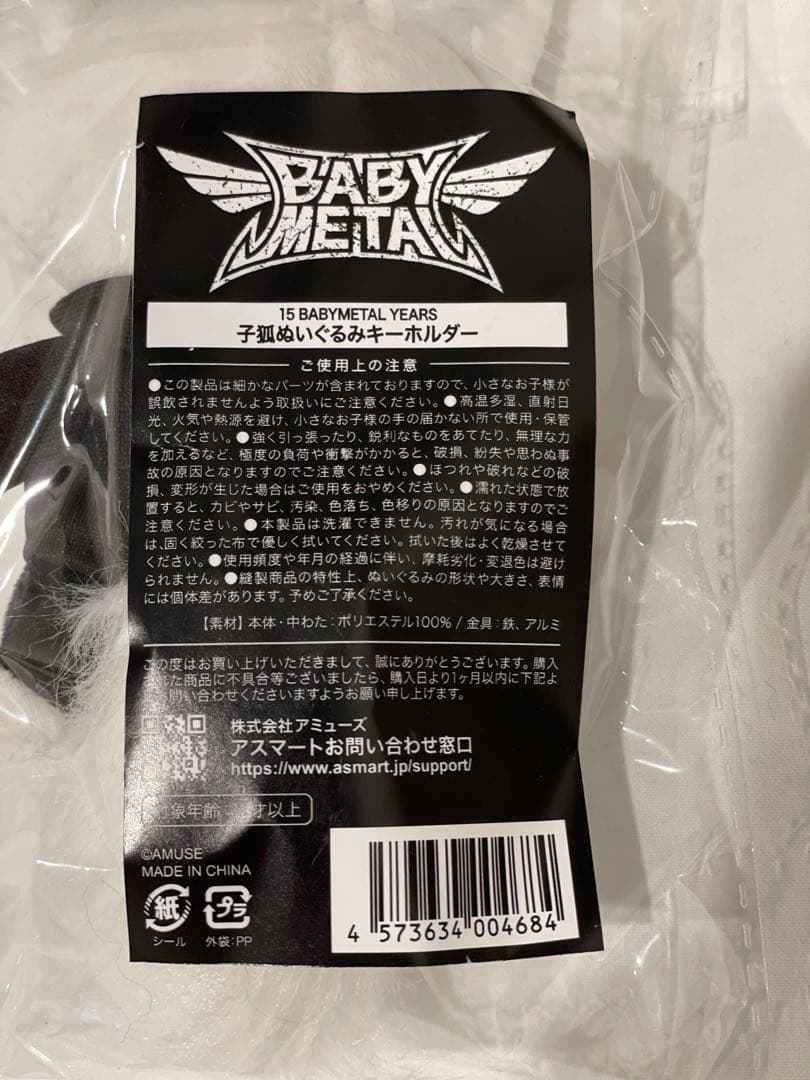 BABY
METAL
15 BABYMETAL YEARS
子狐ぬいぐるみキーホルダー
ご使用上の注意
●この製品は細かなパーツが含まれておりますので、小さなお子様が
誤飲されませんよう取扱いにご注意ください。●高温多湿、直射日
光、火気や熱源を避け、小さなお子様の手の届かない所で使用・保管
してください。●強く引っ張ったり、鋭利なものをあてたり、無理な力
を加えるなど、極度の負荷や衝撃がかかると、破損、紛失や思わぬ事
故の原因となりますのでご注意ください。●ほつれや破れなどの破
損、変形が生じた場合はご使用をおやめください。●濡れた状態で放
置すると、カビやサビ、汚染、色落ち、色移りの原因となりますのでご
注意ください。●本製品は洗濯できません。汚れが気になる場合
は、固く絞った布で優しく拭いてください。拭いた後はよく乾燥させて
ください。●使用頻度や年月の経過に伴い、摩耗劣化・変退色は避け
られません。●縫製商品の特性上、ぬいぐるみの形状や大きさ、表情
には個体差があります。予めご了承ください。
【素材】本体・中わた：ポリエステル100% / 金具：鉄、アルミ
この度はお買い上げいただきまして、誠にありがとうございます。購入
された商品に不具合等ございましたら、購入日より1ヶ月以内に下記よ
問い合わせくださいますようお願い申し上げます。
株式会社アミューズ
アスマートお問い合わせ窓口
https://www.asmart.jp/support/
対象年齢 才以上
©AMUSE
MADE IN CHINA
紙
プラ
シール
外袋：PP
4 573634 004684